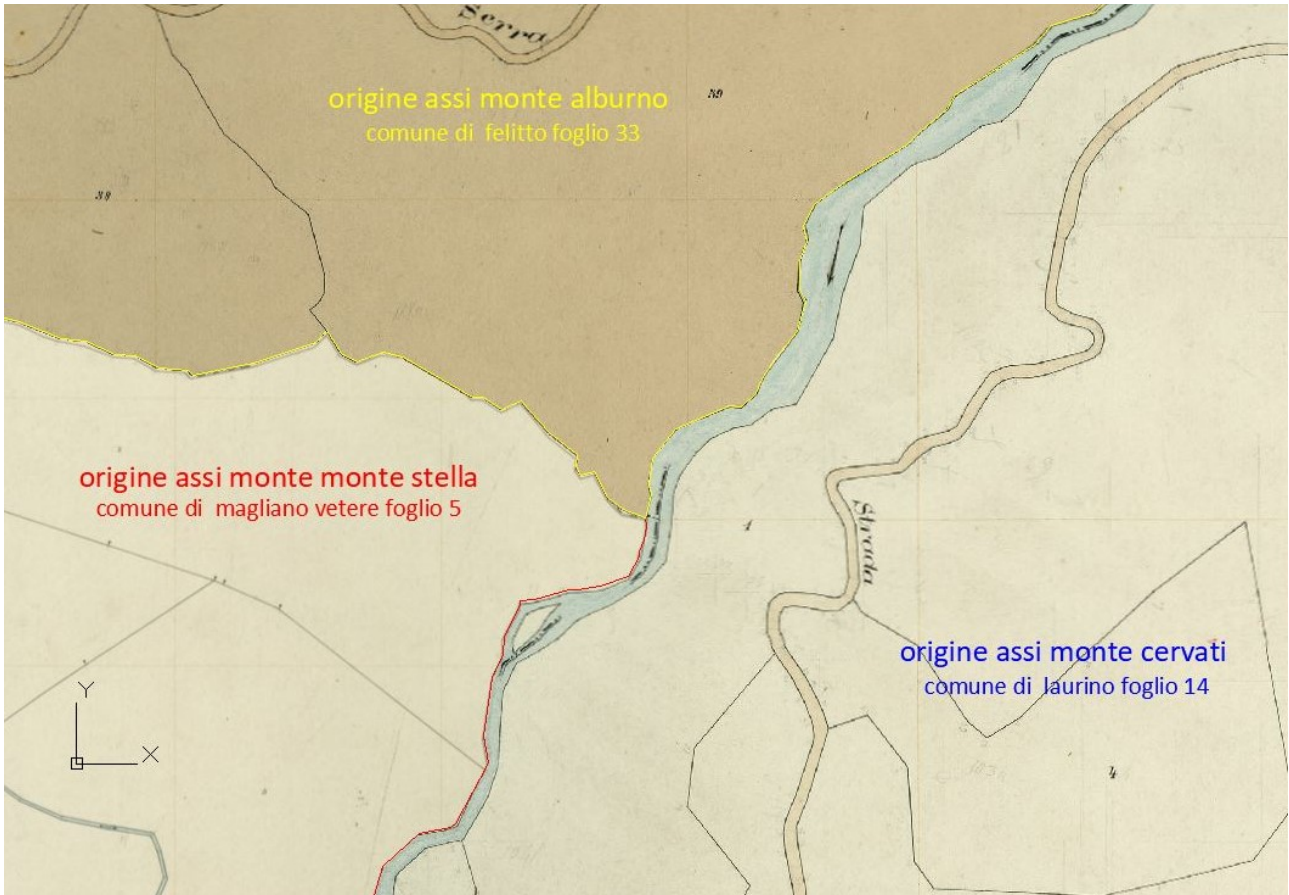 Serra
origine assi monte alburno
comune di felitto foglio 33
39
38
origine assi monte monte stella
comune di magliano vetere foglio 5
1
Strada
origine assi monte cervati
comune di laurino foglio 14
Y
X
4